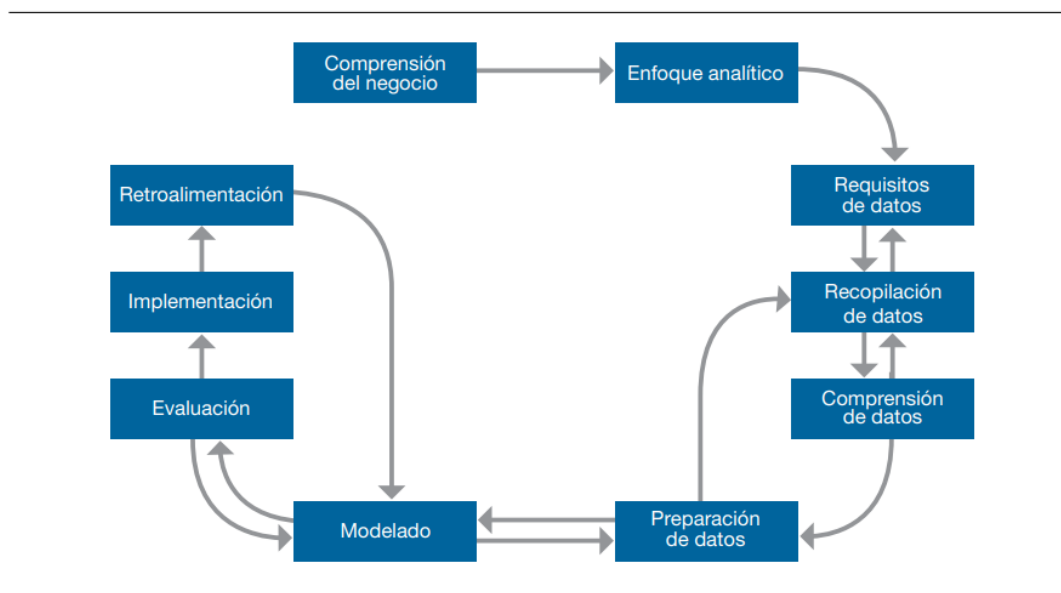 Comprensión
del negocio
Enfoque analítico
Requisitos
de datos
Recopilación
de datos
Comprensión
de datos
Preparación
de datos
Modelado
Evaluación
Implementación
Retroalimentación